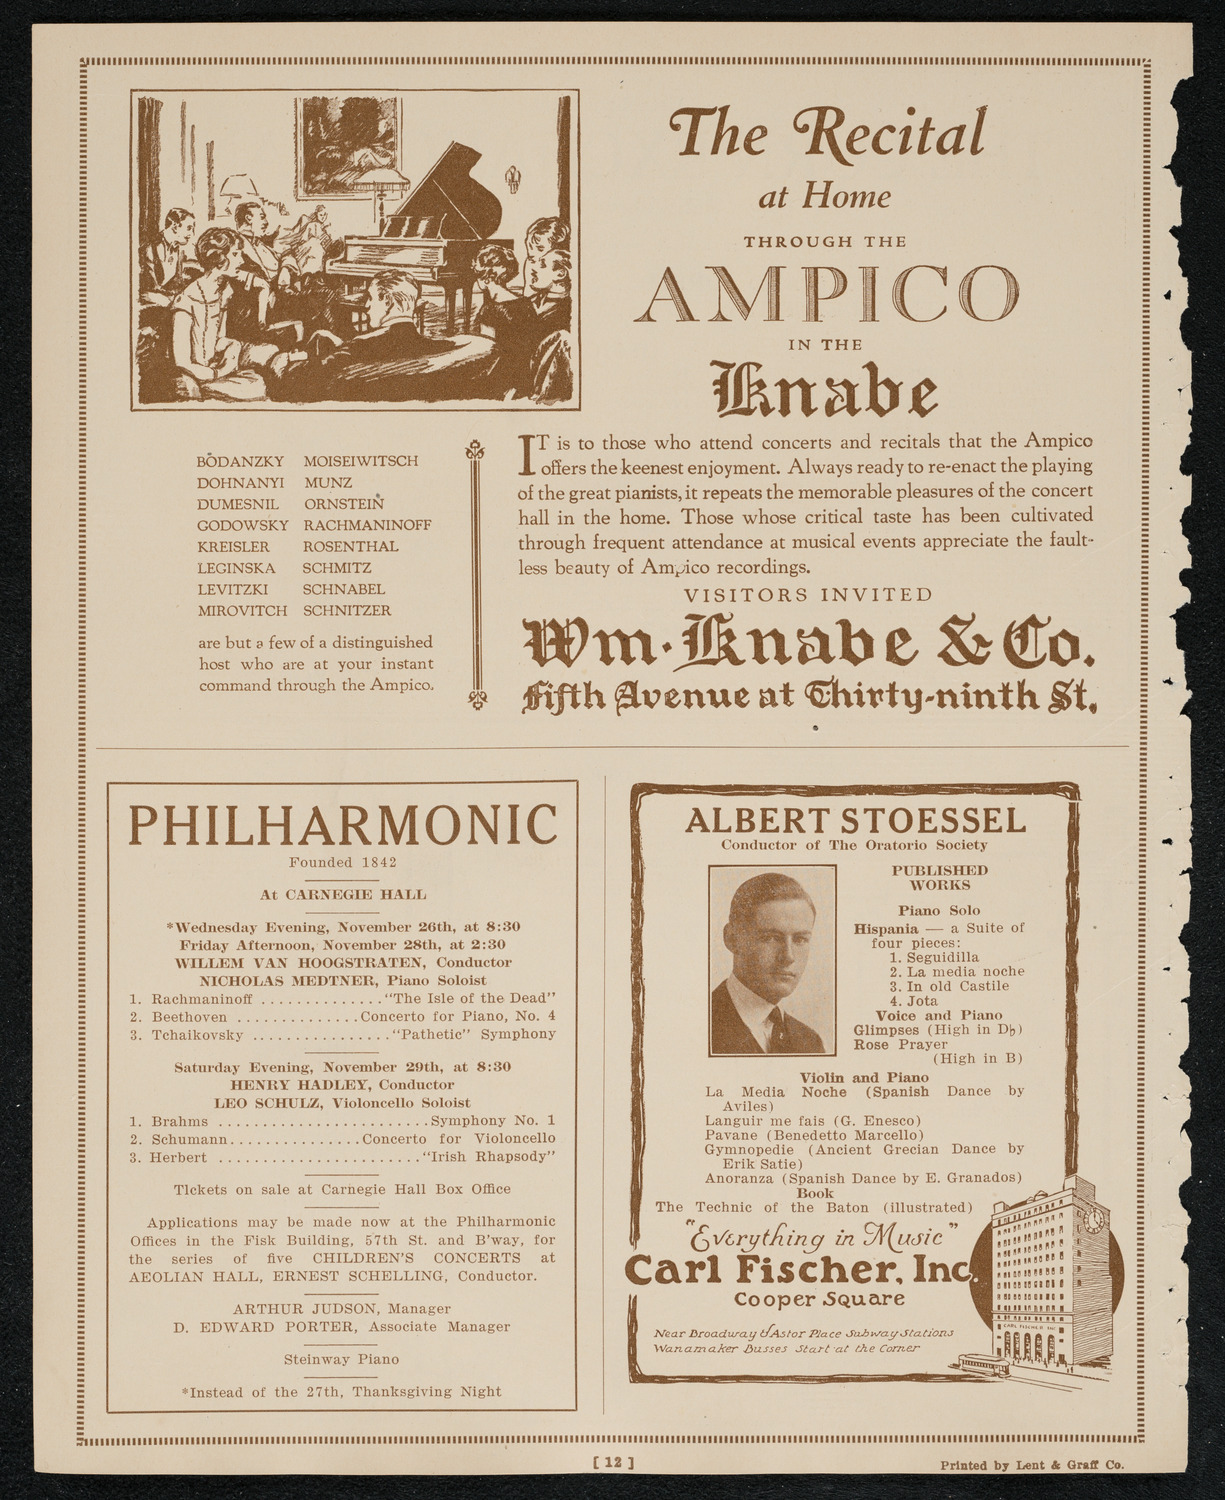 The Recital
at Home
THROUGH THE
AMPICO
IN THE
Knabe
BODANZKY MOISEIWITSCH
DOHNANYI MUNZ
DUMESNIL ORNSTEIN
GODOWSKY RACHMANINOFF
KREISLER ROSENTHAL
LEGINSKA SCHMITZ
LEVITZKI SCHNABEL
MIROVITCH SCHNITZER
are but a few of a distinguished
host who are at your instant
command through the Ampico.
IT is to those who attend concerts and recitals that the Ampico
offers the keenest enjoyment. Always ready to re-enact the playing
of the great pianists, it repeats the memorable pleasures of the concert
hall in the home. Those whose critical taste has been cultivated
through frequent attendance at musical events appreciate the fault-
less beauty of Ampico recordings.
VISITORS INVITED
Wm. Knabe & Co.
Fifth Avenue at Thirty-ninth St.
PHILHARMONIC
Founded 1842
At CARNEGIE HALL
*Wednesday Evening, November 26th, at 8:30
Friday Afternoon, November 28th, at 2:30
WILLEM VAN HOOGSTRATEN, Conductor
NICHOLAS MEDTNER, Piano Soloist
1. Rachmaninoff ..............“The Isle of the Dead”
2. Beethoven .............Concerto for Piano, No. 4
3. Tchaikovsky ................“Pathetic” Symphony
Saturday Evening, November 29th, at 8:30
HENRY HADLEY, Conductor
LEO SCHULZ, Violoncello Soloist
1. Brahms ........................Symphony No. 1
2. Schumann...............Concerto for Violoncello
3. Herbert .......................“Irish Rhapsody”
Tickets on sale at Carnegie Hall Box Office
Applications may be made now at the Philharmonic
Offices in the Fisk Building, 57th St. and B'way, for
the series of five CHILDREN'S CONCERTS at
AEOLIAN HALL, ERNEST SCHELLING, Conductor.
ARTHUR JUDSON, Manager
D. EDWARD PORTER, Associate Manager
Steinway Piano
*Instead of the 27th, Thanksgiving Night
ALBERT STOESSEL
Conductor of The Oratorio Society
PUBLISHED
WORKS
Piano Solo
Hispania — a Suite of
four pieces:
1. Seguidilla
2. La media noche
3. In old Castile
4. Jota
Voice and Piano
Glimpses (High in D♭)
Rose Prayer
(High in B)
Violin and Piano
La Media Noche (Spanish Dance by
Aviles)
Languir me fais (G. Enesco)
Pavane (Benedetto Marcello)
Gymnopedie (Ancient Grecian Dance by
Erik Satie)
Anoranza (Spanish Dance by E. Granados)
Book
The Technic of the Baton (illustrated)
“Everything in Music”
Carl Fischer, Inc.
Cooper Square
Near Broadway & Astor Place Subway Stations
Wanamaker Busses Start at the Corner
CARL FISCHER INC
[ 12 ]
Printed by Lent & Graff Co.